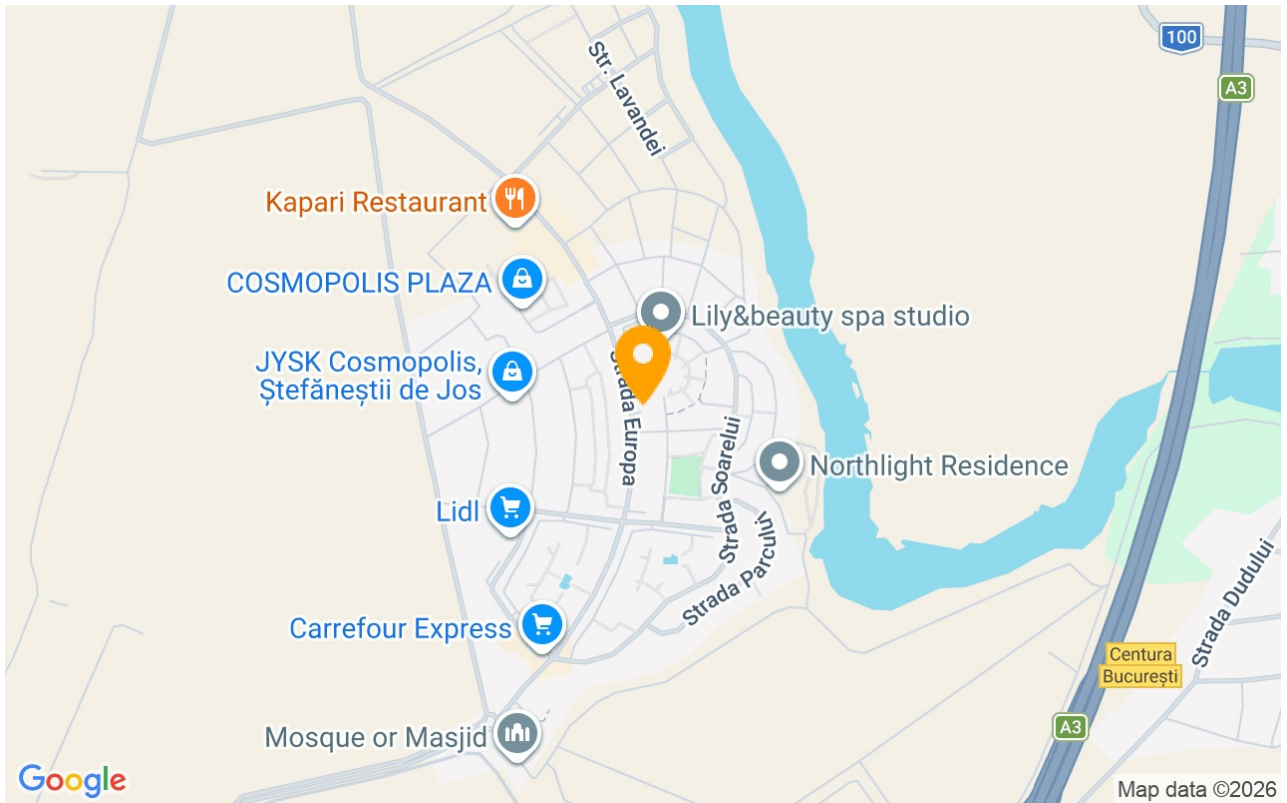 100
A3
Str. Lavandei
Kapari Restaurant
COSMOPOLIS PLAZA
Lily&beauty spa studio
JYSK Cosmopolis,
Ștefăneștii de Jos
Strada Europa
Strada Soarelui
Northlight Residence
Lidl
Strada Parcului
Strada Dudului
Carrefour Express
Centura
București
A3
Mosque or Masjid
Google
Map data ©2026